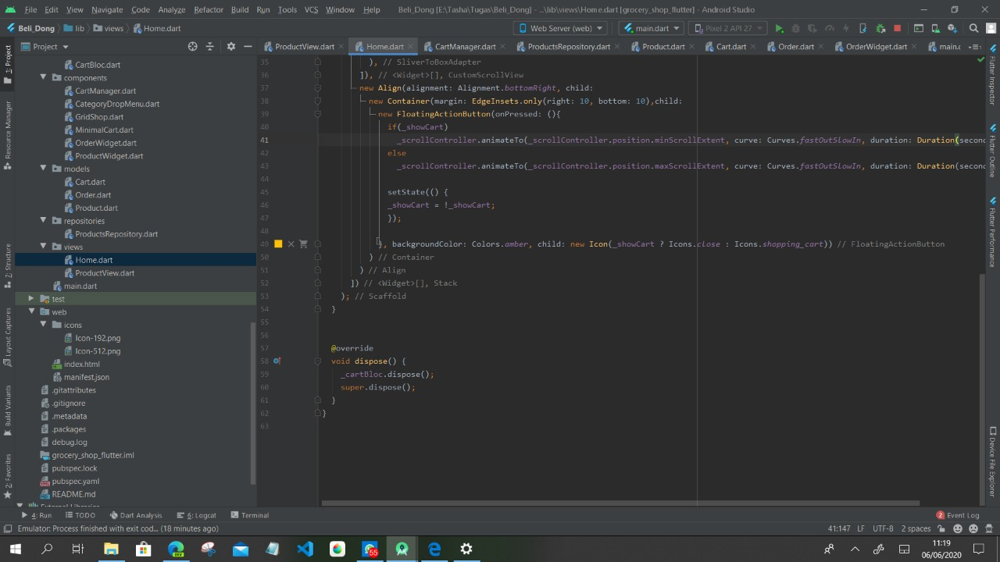 File Edit View Navigate Code Analyze Refactor Build Run Tools VCS Window Help Beli_Dong [E:\Tasha\Tugas\Beli_Dong] - ...\lib\views\Home.dart [grocery_shop_flutter] - Android Studio
Beli_Dong lib views Home.dart Web Server (web) main.dart Pixel 2 API 27
Project ProductView.dart Home.dart CartManager.dart ProductsRepository.dart Product.dart Cart.dart Order.dart OrderWidget.dart main.c
1: Project
Resource Manager
Z: Structure
Layout Captures
Build Variants
2: Favorites
CartBloc.dart
components
CartManager.dart
CategoryDropMenu.dart
GridShop.dart
MinimalCart.dart
OrderWidget.dart
ProductWidget.dart
models
Cart.dart
Order.dart
Product.dart
repositories
ProductsRepository.dart
views
Home.dart
ProductView.dart
main.dart
test
web
icons
Icon-192.png
Icon-512.png
index.html
manifest.json
.gitattributes
.gitignore
.metadata
.packages
debug.log
grocery_shop_flutter.iml
pubspec.lock
pubspec.yaml
README.md
External Libraries
35 ), // SliverToBoxAdapter
36 ]), // <Widget>[], CustomScrollView
37 new Align(alignment: Alignment.bottomRight, child:
38 new Container(margin: EdgeInsets.only(right: 10, bottom: 10),child:
39 new FloatingActionButton(onPressed: (){
40 if(_showCart)
41 _scrollController.animateTo(_scrollController.position.minScrollExtent, curve: Curves.fastOutSlowIn, duration: Duration(second
42 else
43 _scrollController.animateTo(_scrollController.position.maxScrollExtent, curve: Curves.fastOutSlowIn, duration: Duration(second
44
45 setState(() {
46 _showCart = !_showCart;
47 });
48
49 }, backgroundColor: Colors.amber, child: new Icon(_showCart ? Icons.close : Icons.shopping_cart)) // FloatingActionButton
50 ) // Container
51 ) // Align
52 ]) // <Widget>[], Stack
53 ); // Scaffold
54 }
55
56
57 @override
58 void dispose() {
59 _cartBloc.dispose();
60 super.dispose();
61 }
62 }
63
Flutter Inspector
Flutter Outline
Flutter Performance
Device File Explorer
4: Run TODO Dart Analysis 6: Logcat Terminal 2 Event Log
Emulator: Process finished with exit cod... (18 minutes ago) 41:147 LF UTF-8 2 spaces
DEV 55 11:19
06/06/2020